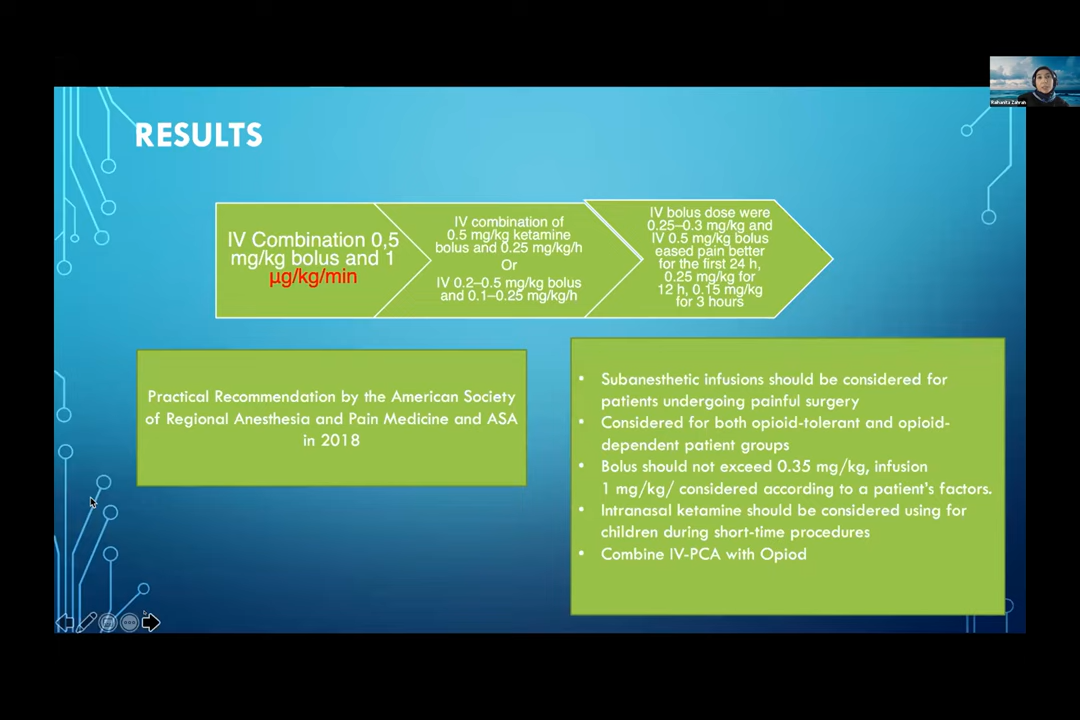 RESULTS
IV Combination 0,5
mg/kg bolus and 1
µg/kg/min
IV combination of
0.5 mg/kg ketamine
bolus and 0.25 mg/kg/h
Or
IV 0.2–0.5 mg/kg bolus
and 0.1–0.25 mg/kg/h
IV bolus dose were
0.25–0.3 mg/kg and
IV 0.5 mg/kg bolus
eased pain better
for the first 24 h,
0.25 mg/kg for
12 h, 0.15 mg/kg
for 3 hours
Practical Recommendation by the American Society
of Regional Anesthesia and Pain Medicine and ASA
in 2018
• Subanesthetic infusions should be considered for
patients undergoing painful surgery
• Considered for both opioid-tolerant and opioid-
dependent patient groups
• Bolus should not exceed 0.35 mg/kg, infusion
1 mg/kg/ considered according to a patient's factors.
• Intranasal ketamine should be considered using for
children during short-time procedures
• Combine IV-PCA with Opiod
Raihanita Zahran